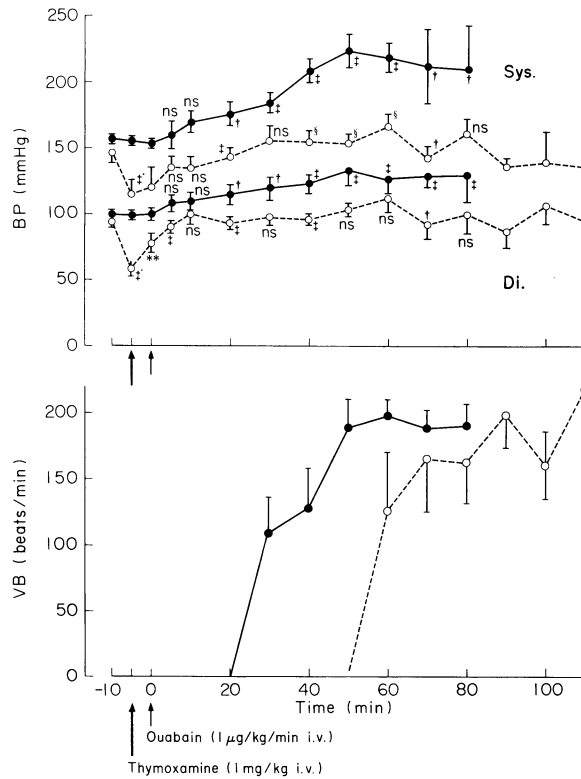 250
200
150
100
50
0
BP (mmHg)
Sys.
Di.
ns
ns
†
‡
‡
‡
‡
†
†
‡'
ns
ns
‡
ns
§
§
§
†
ns
ns
†
†
‡
‡
‡
‡
‡
‡'
**
‡
ns
‡
ns
‡
ns
ns
†
ns
200
150
100
50
0
VB (beats/min)
-10 0 20 40 60 80 100
Time (min)
Ouabain (1 μg/kg/min i.v.)
Thymoxamine (1 mg/kg i.v.)